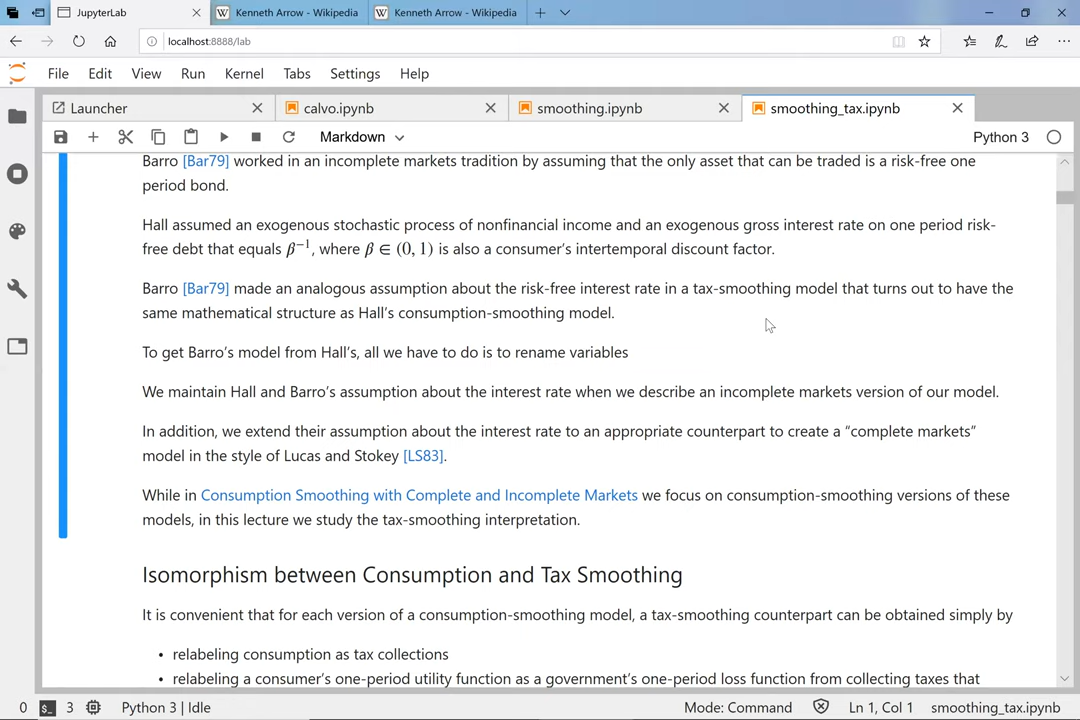 JupyterLab
Kenneth Arrow - Wikipedia
Kenneth Arrow - Wikipedia
localhost:8888/lab
File Edit View Run Kernel Tabs Settings Help
Launcher
calvo.ipynb
smoothing.ipynb
smoothing_tax.ipynb
Markdown
Python 3
Barro [Bar79] worked in an incomplete markets tradition by assuming that the only asset that can be traded is a risk-free one
period bond.
Hall assumed an exogenous stochastic process of nonfinancial income and an exogenous gross interest rate on one period risk-
free debt that equals β⁻¹, where β ∈ (0, 1) is also a consumer's intertemporal discount factor.
Barro [Bar79] made an analogous assumption about the risk-free interest rate in a tax-smoothing model that turns out to have the
same mathematical structure as Hall's consumption-smoothing model.
To get Barro's model from Hall's, all we have to do is to rename variables
We maintain Hall and Barro's assumption about the interest rate when we describe an incomplete markets version of our model.
In addition, we extend their assumption about the interest rate to an appropriate counterpart to create a “complete markets”
model in the style of Lucas and Stokey [LS83].
While in Consumption Smoothing with Complete and Incomplete Markets we focus on consumption-smoothing versions of these
models, in this lecture we study the tax-smoothing interpretation.
Isomorphism between Consumption and Tax Smoothing
It is convenient that for each version of a consumption-smoothing model, a tax-smoothing counterpart can be obtained simply by
• relabeling consumption as tax collections
• relabeling a consumer's one-period utility function as a government's one-period loss function from collecting taxes that
0 $_ 3 Python 3 | Idle Mode: Command Ln 1, Col 1 smoothing_tax.ipynb